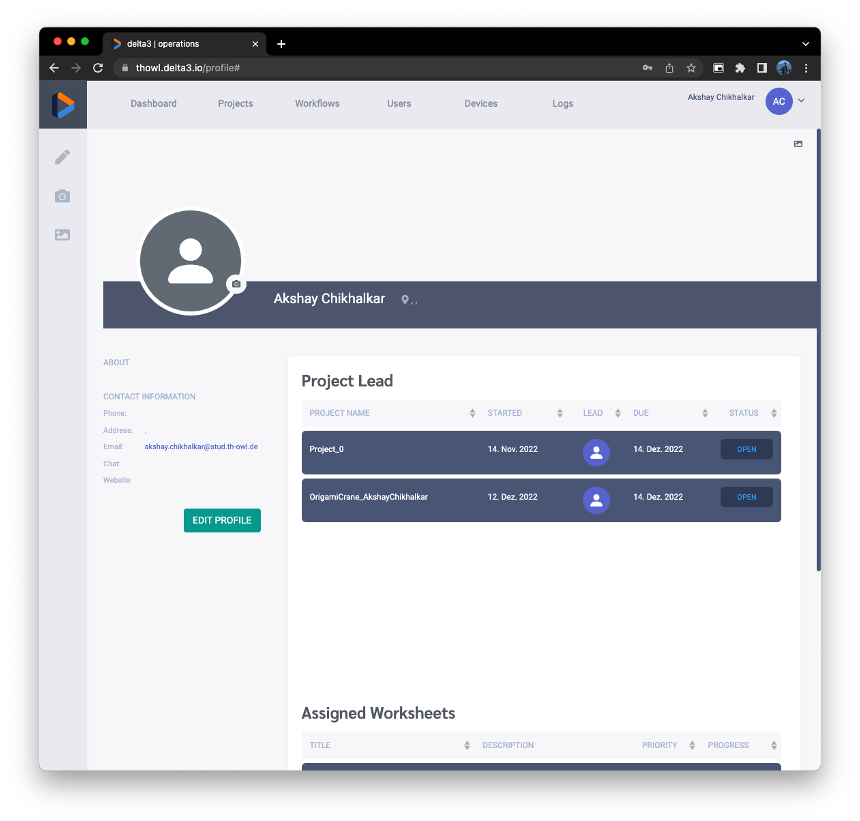 delta3 | operations
thowl.delta3.io/profile#
Dashboard Projects Workflows Users Devices Logs Akshay Chikhalkar AC
Akshay Chikhalkar , ,
ABOUT
CONTACT INFORMATION
Phone:
Address: ,
Email: akshay.chikhalkar@stud.th-owl.de
Chat:
Website:
EDIT PROFILE
Project Lead
PROJECT NAME STARTED LEAD DUE STATUS
Project_0 14. Nov. 2022 14. Dez. 2022 OPEN
OrigamiCrane_AkshayChikhalkar 12. Dez. 2022 14. Dez. 2022 OPEN
Assigned Worksheets
TITLE DESCRIPTION PRIORITY PROGRESS